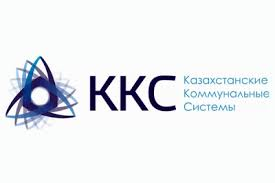 ККС
Казахстанские
Коммунальные
Системы